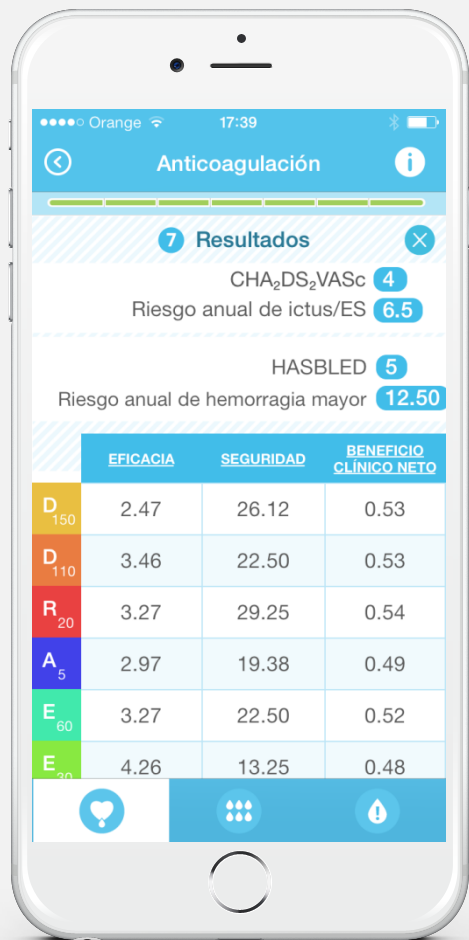 Orange 17:39
Anticoagulación i
7 Resultados
CHA₂DS₂VASc 4
Riesgo anual de ictus/ES 6.5
HASBLED 5
Riesgo anual de hemorragia mayor 12.50
EFICACIA SEGURIDAD BENEFICIO CLÍNICO NETO
D150 2.47 26.12 0.53
D110 3.46 22.50 0.53
R20 3.27 29.25 0.54
A5 2.97 19.38 0.49
E60 3.27 22.50 0.52
E30 4.26 13.25 0.48